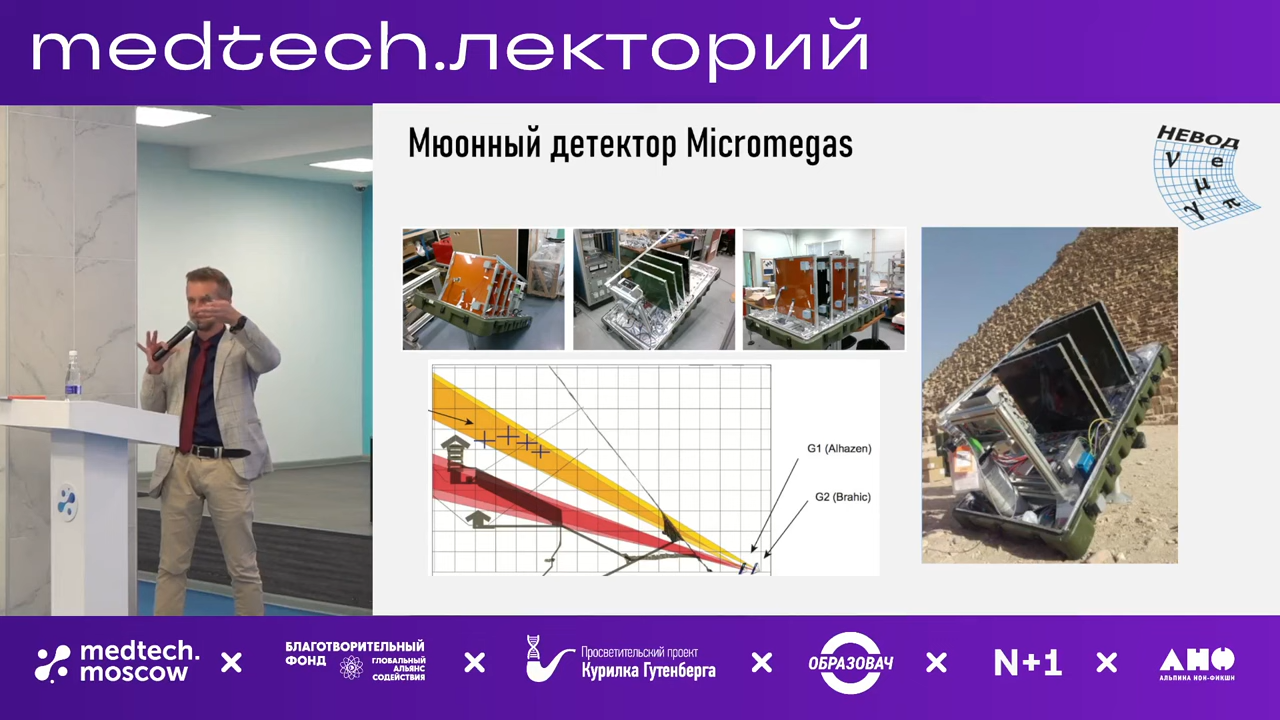 medtech.лекторий
Мюонный детектор Micromegas
НЕВОД
ν e
μ
γ π
G1 (Alhazen)
G2 (Brahic)
medtech.
moscow
×
БЛАГОТВОРИТЕЛЬНЫЙ
ФОНД
ГЛОБАЛЬНЫЙ
АЛЬЯНС
СОДЕЙСТВИЯ
×
Просветительский проект
Курилка Гутенберга
×
ОБРАЗОВАЧ
×
N+1
×
АНФ
АЛЬПИНА НОН-ФИКШН